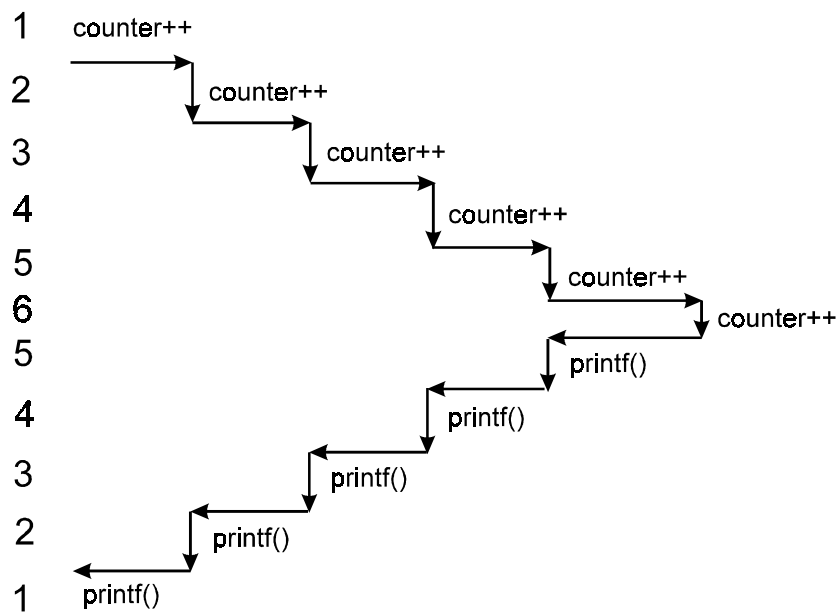 1 counter++
2 counter++
3 counter++
4 counter++
5 counter++
6 counter++
5 printf()
4 printf()
3 printf()
2 printf()
1 printf()